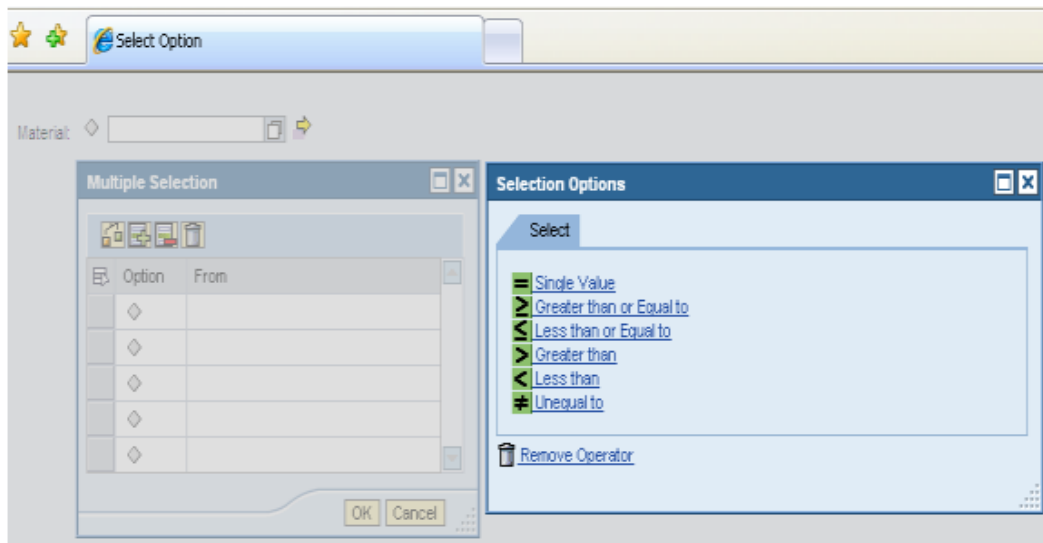 Select Option
Material:
Multiple Selection
Option From
OK Cancel
Selection Options
Select
= Single Value
≥ Greater than or Equal to
≤ Less than or Equal to
> Greater than
< Less than
≠ Unequal to
Remove Operator